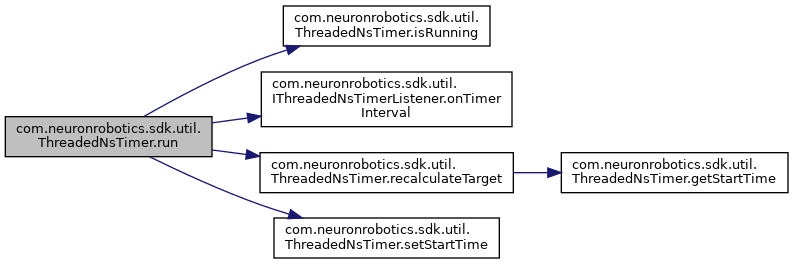 com.neuronrobotics.sdk.util.
ThreadedNsTimer.run
com.neuronrobotics.sdk.util.
ThreadedNsTimer.isRunning
com.neuronrobotics.sdk.util.
IThreadedNsTimerListener.onTimer
Interval
com.neuronrobotics.sdk.util.
ThreadedNsTimer.recalculateTarget
com.neuronrobotics.sdk.util.
ThreadedNsTimer.getStartTime
com.neuronrobotics.sdk.util.
ThreadedNsTimer.setStartTime